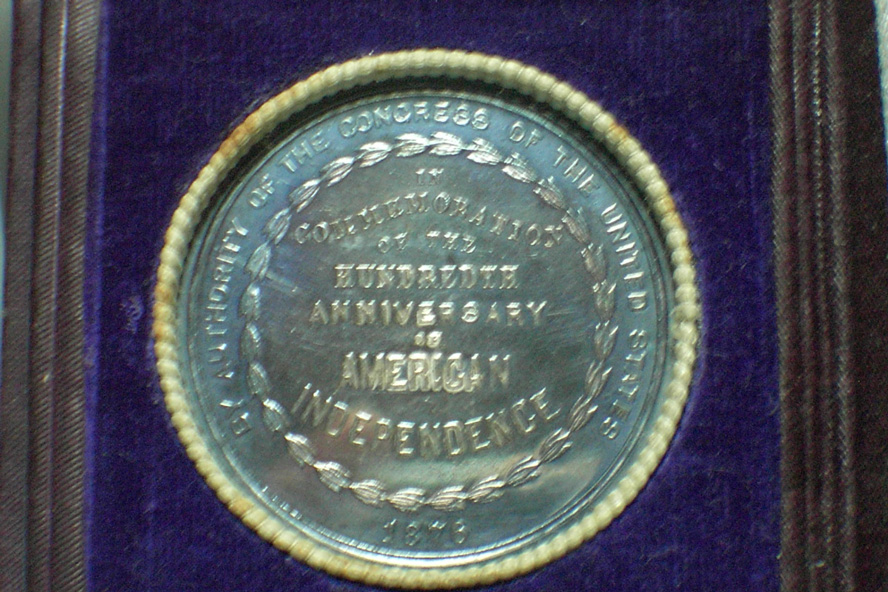 BY AUTHORITY OF THE CONGRESS OF THE UNITED STATES
IN
COMMEMORATION
OF THE
HUNDREDTH
ANNIVERSARY
OF
AMERICAN
INDEPENDENCE
1876